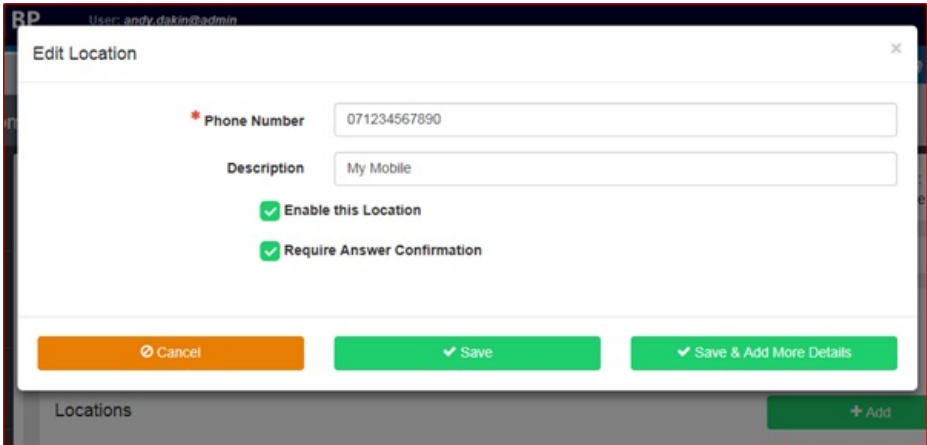 BP User: andy.dakin@admin
Edit Location ×
* Phone Number 071234567890
Description My Mobile
Enable this Location
Require Answer Confirmation
Cancel Save Save & Add More Details
Locations + Add